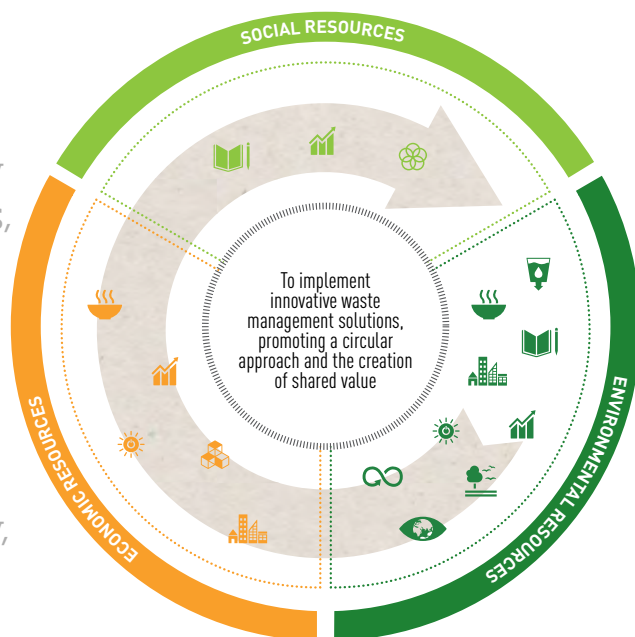 SOCIAL RESOURCES
To implement
innovative waste
management solutions,
promoting a circular
approach and the creation
of shared value
ECONOMIC RESOURCES
ENVIRONMENTAL RESOURCES